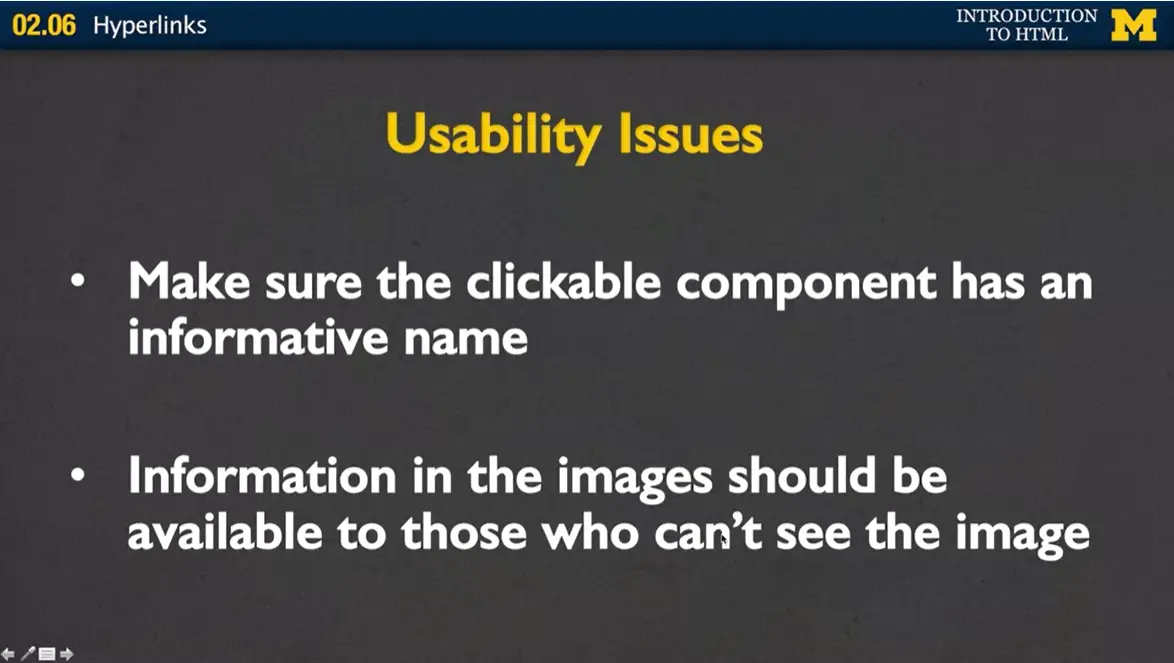 02.06 Hyperlinks
INTRODUCTION
TO HTML
M
Usability Issues
• Make sure the clickable component has an
informative name
• Information in the images should be
available to those who can't see the image